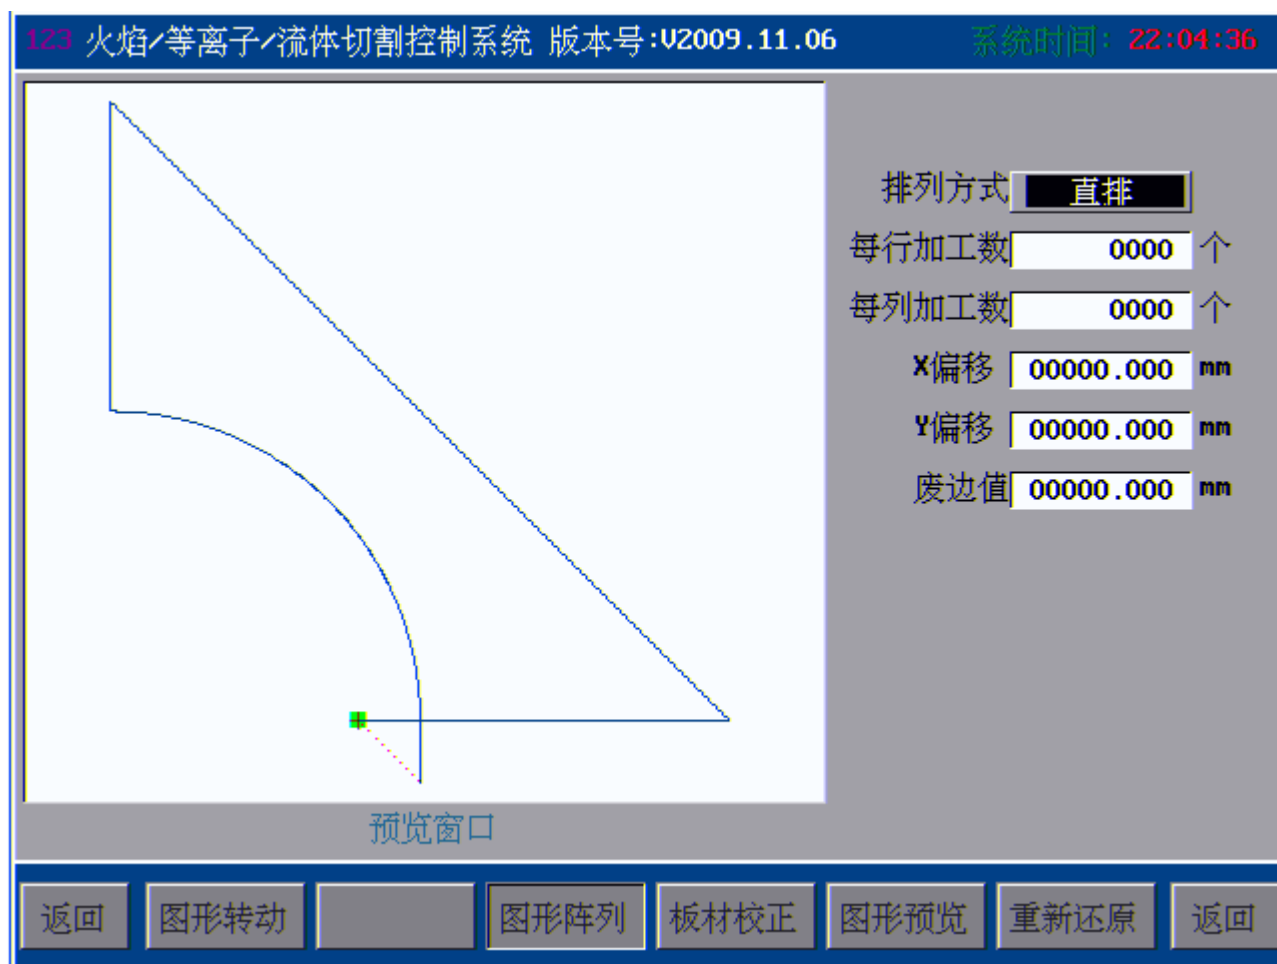 123 火焰/等离子/流体切割控制系统 版本号:V2009.11.06 系统时间: 22:04:36
排列方式 直排
每行加工数 0000 个
每列加工数 0000 个
X偏移 00000.000 mm
Y偏移 00000.000 mm
废边值 00000.000 mm
预览窗口
返回 图形转动 图形阵列 板材校正 图形预览 重新还原 返回